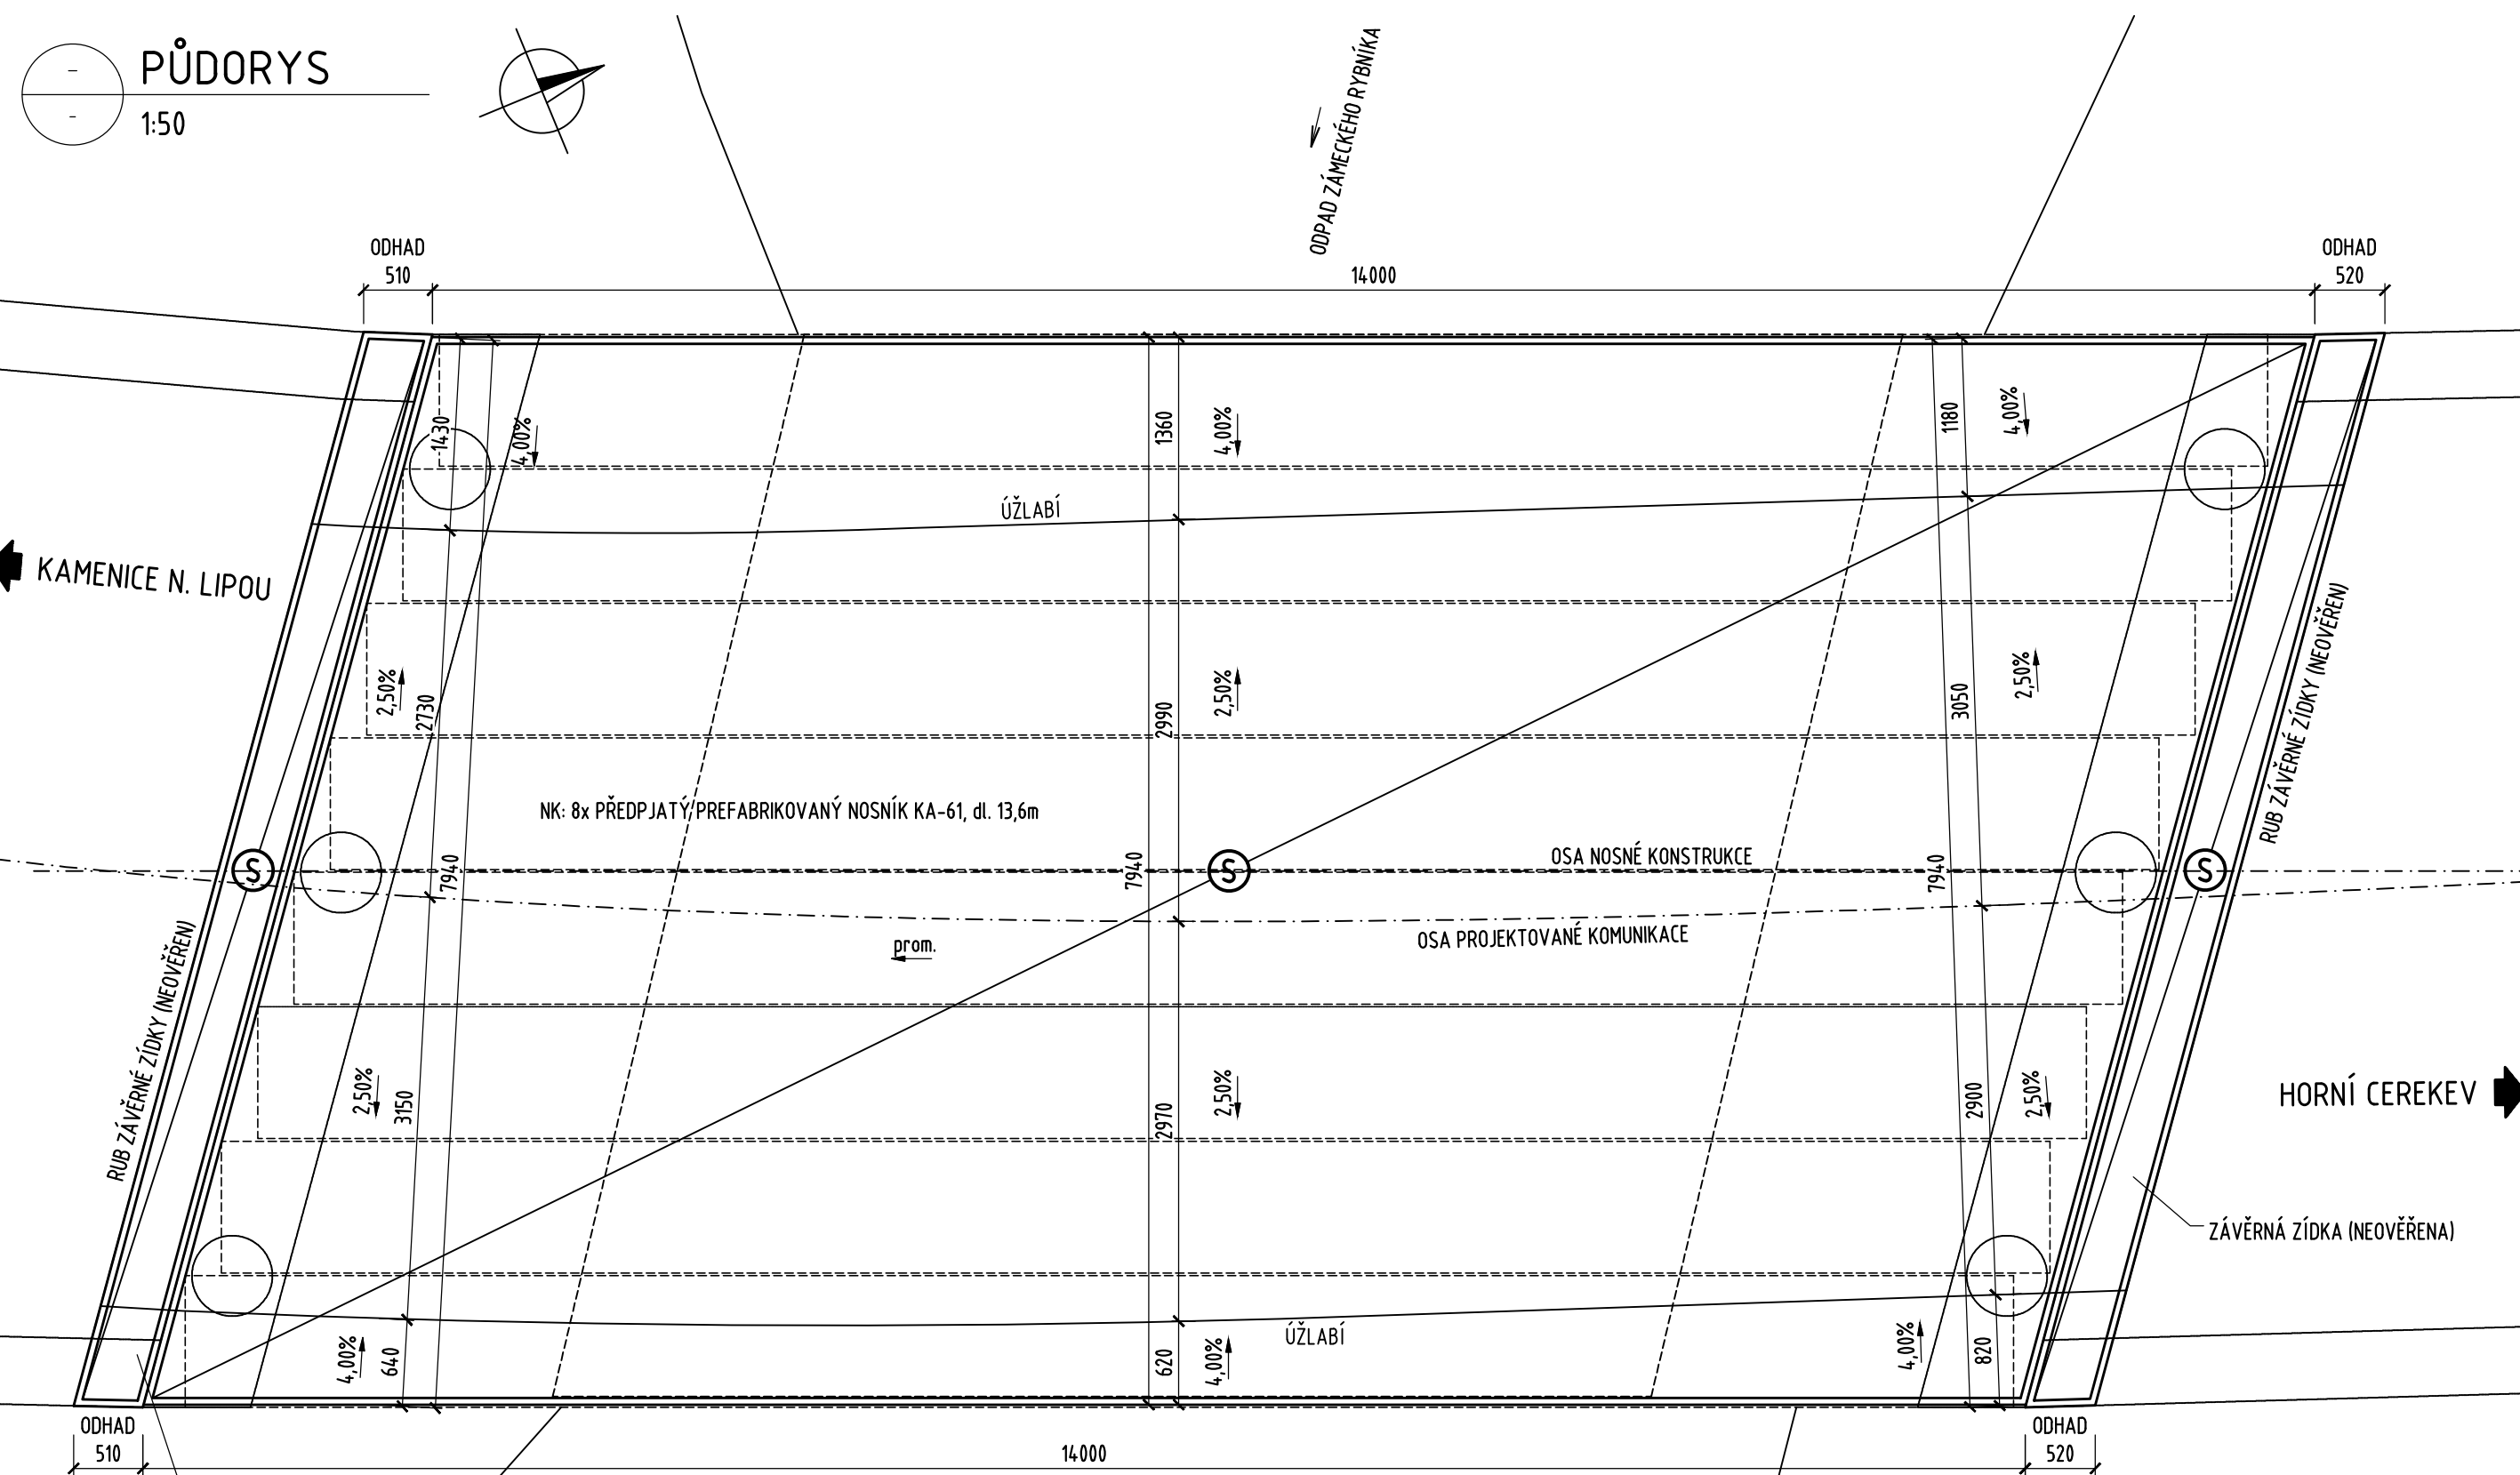 PŮDORYS
1:50
ODPAD ZÁMECKÉHO RYBNÍKA
ODHAD
510
14000
ODHAD
520
1430
4,00%
1360
4,00%
1180
4,00%
ÚŽLABÍ
KAMENICE N. LIPOU
2,50%
2730
2990
2,50%
3050
2,50%
RUB ZÁVĚRNÉ ZÍDKY (NEOVĚŘEN)
NK: 8x PŘEDPJATÝ PREFABRIKOVANÝ NOSNÍK KA-61, dl. 13,6m
7940
7940
OSA NOSNÉ KONSTRUKCE
7940
S
S
S
prom.
OSA PROJEKTOVANÉ KOMUNIKACE
RUB ZÁVĚRNÉ ZÍDKY (NEOVĚŘEN)
2,50%
3150
2970
2,50%
2900
2,50%
HORNÍ CEREKEV
ZÁVĚRNÁ ZÍDKA (NEOVĚŘENA)
4,00%
640
620
4,00%
ÚŽLABÍ
4,00%
820
ODHAD
510
14000
ODHAD
520